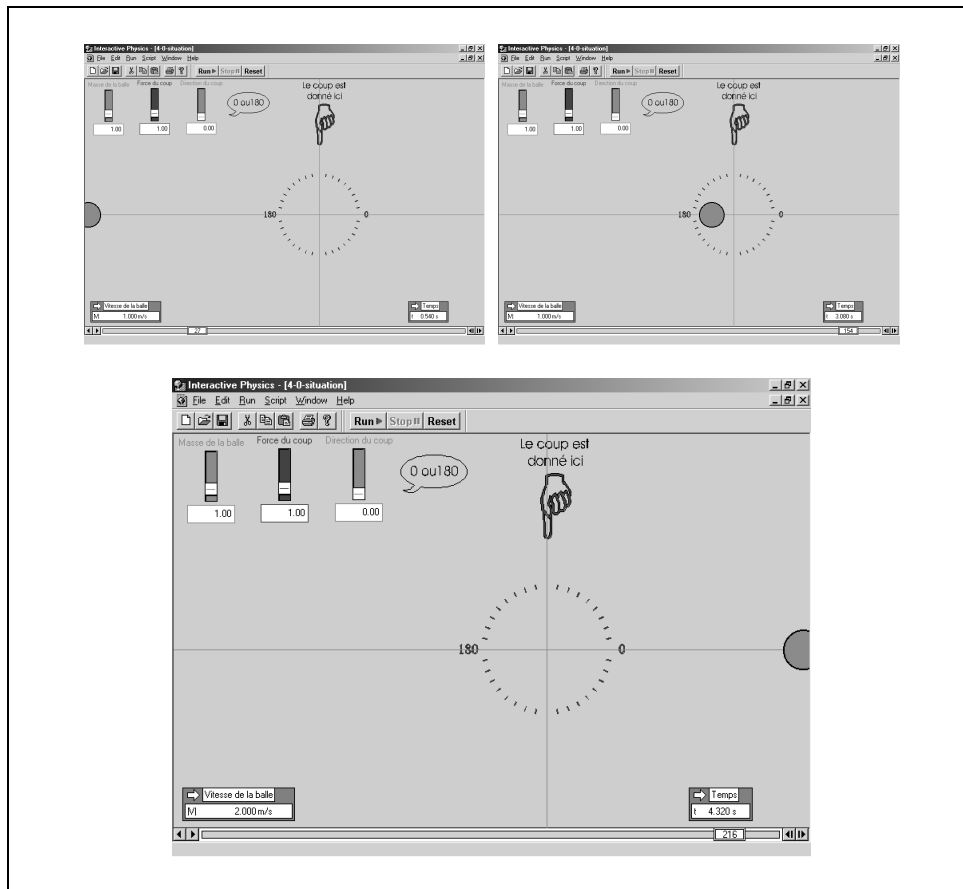 Interactive Physics - [4-0-situation]
File Edit Run Script Window Help
Run Stop Reset
Masse de la balle Force du coup Direction du coup
1.00 1.00 0.00
0 ou180
Le coup est
donné ici
180 0
Vitesse de la balle
M 1.000 m/s
Temps
t 0.540 s
27
Interactive Physics - [4-0-situation]
File Edit Run Script Window Help
Run Stop Reset
Masse de la balle Force du coup Direction du coup
1.00 1.00 0.00
0 ou180
Le coup est
donné ici
180 0
Vitesse de la balle
M 1.000 m/s
Temps
t 3.080 s
154
Interactive Physics - [4-0-situation]
File Edit Run Script Window Help
Run Stop Reset
Masse de la balle Force du coup Direction du coup
1.00 1.00 0.00
0 ou180
Le coup est
donné ici
180 0
Vitesse de la balle
|V| 2.000 m/s
Temps
t 4.320 s
216